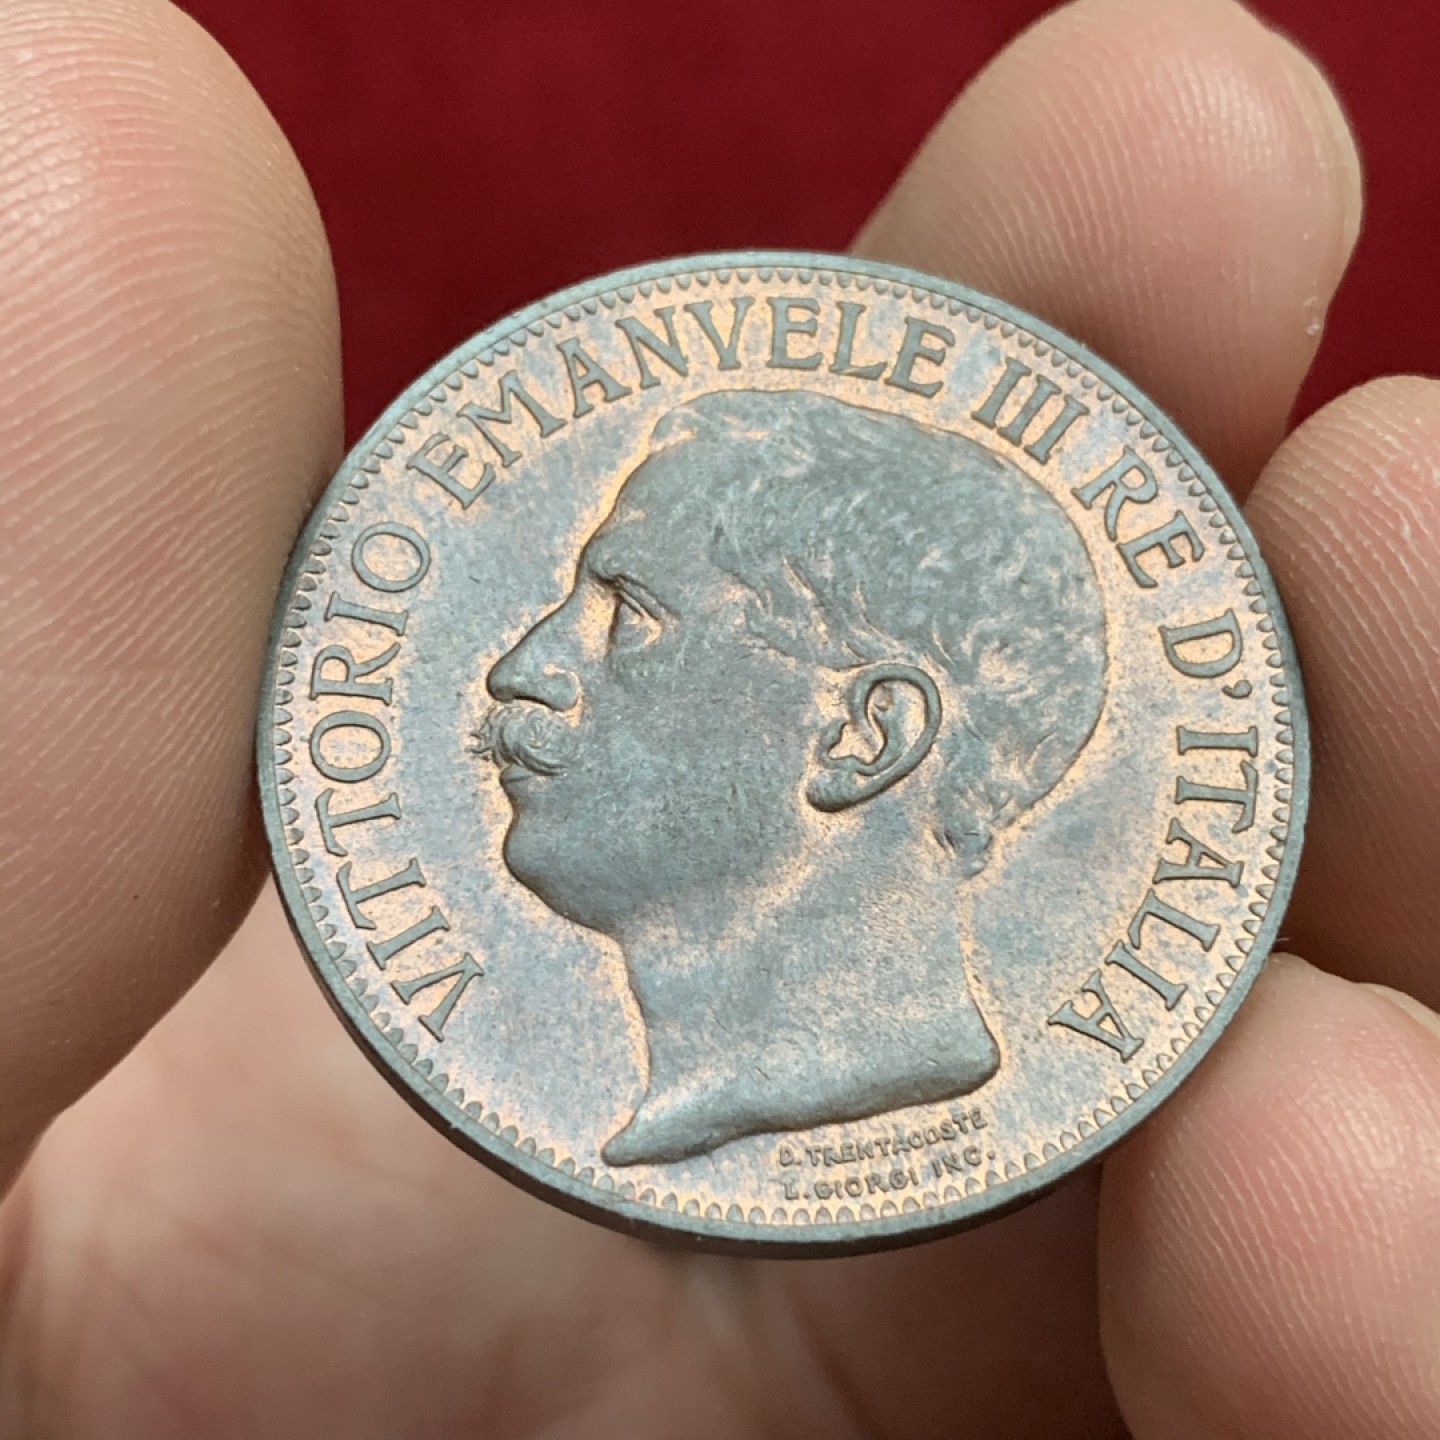 VITTORIO EMANVELE III RE D'ITALIA
D. TRENTACOSTE
L. GIORGI INC.